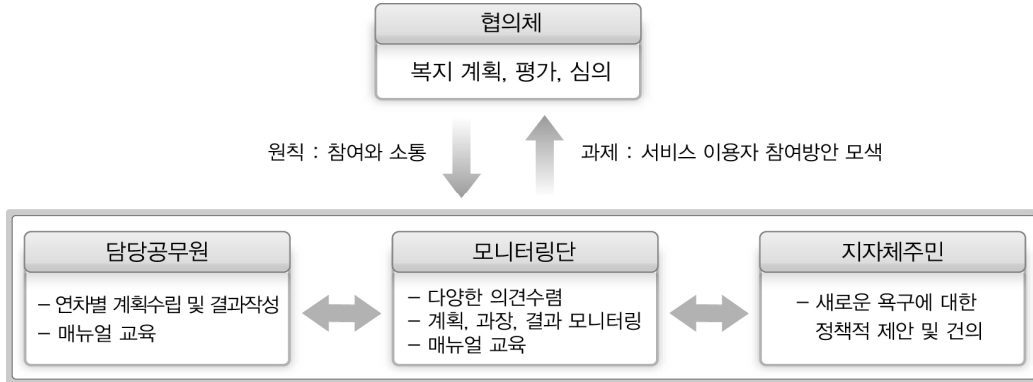 협의체
복지 계획, 평가, 심의
원칙 : 참여와 소통
과제 : 서비스 이용자 참여방안 모색
담당공무원
– 연차별 계획수립 및 결과작성
– 매뉴얼 교육
모니터링단
– 다양한 의견수렴
– 계획, 과장, 결과 모니터링
– 매뉴얼 교육
지자체주민
– 새로운 욕구에 대한
정책적 제안 및 건의